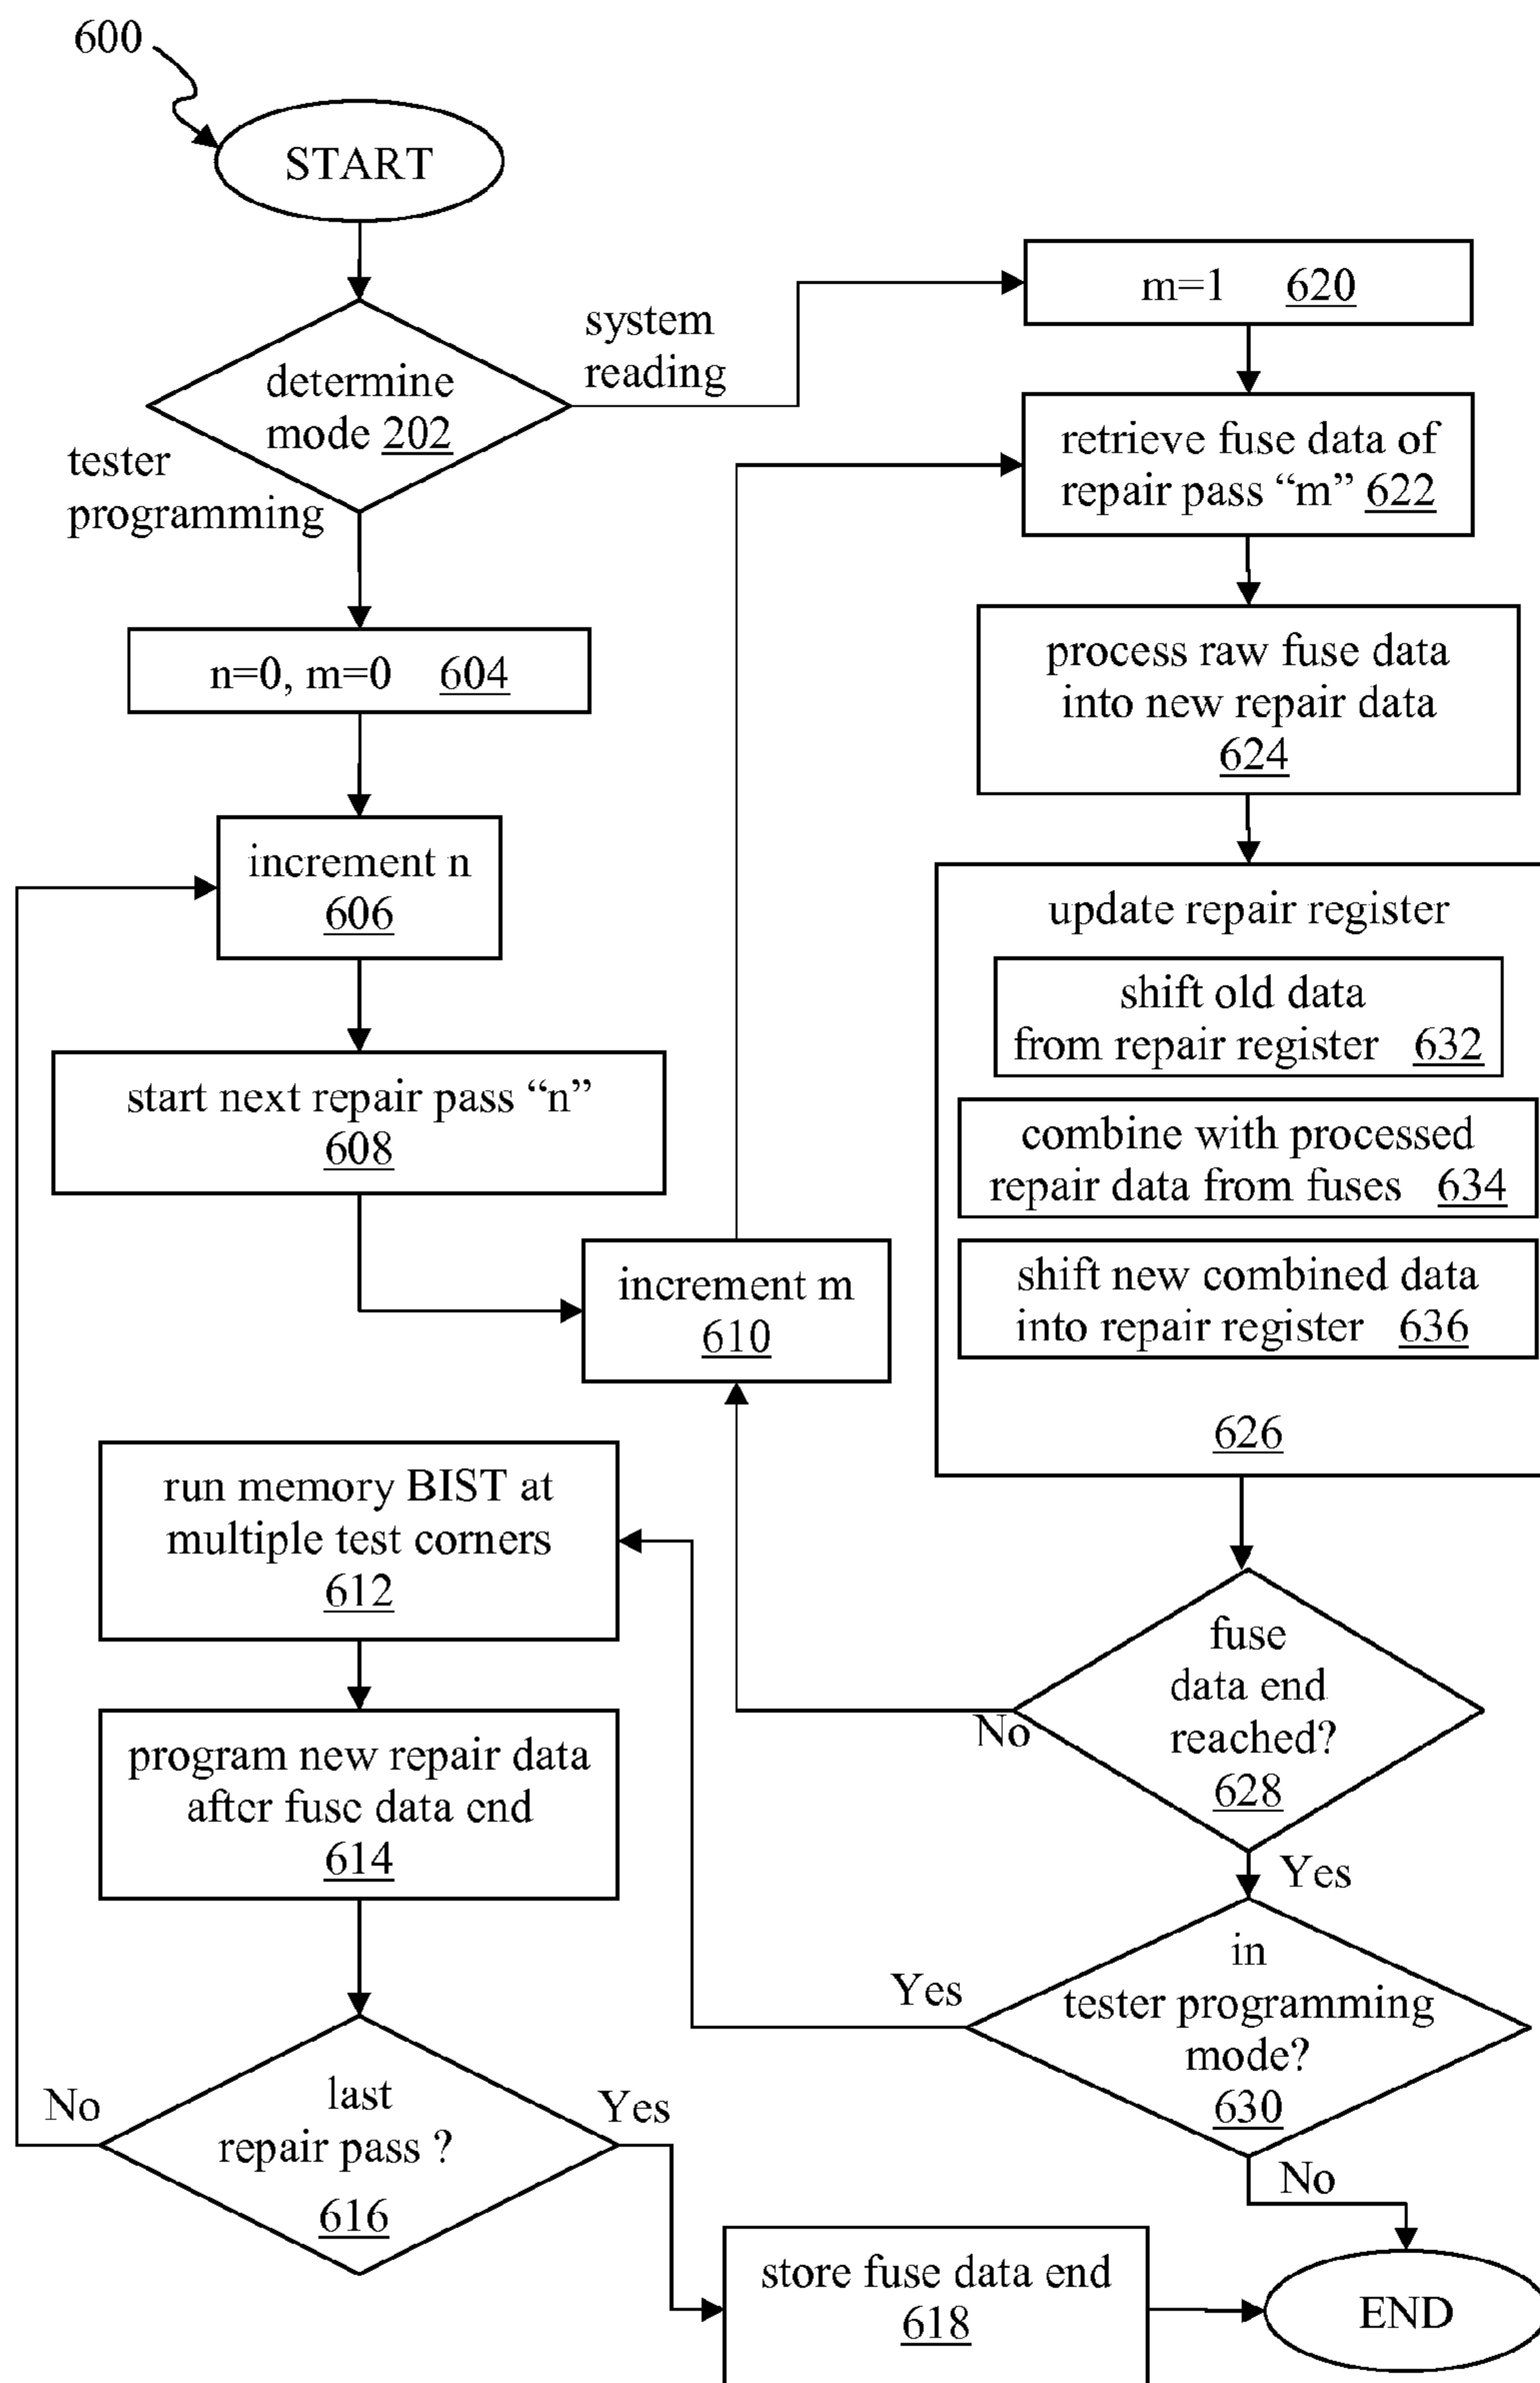 600
START
determine
mode 202
system
reading
tester
programming
n=0, m=0 604
increment n
606
start next repair pass “n”
608
increment m
610
run memory BIST at
multiple test corners
612
program new repair data
after fuse data end
614
last
repair pass ?
616
No
Yes
store fuse data end
618
m=1 620
retrieve fuse data of
repair pass “m” 622
process raw fuse data
into new repair data
624
update repair register
shift old data
from repair register 632
combine with processed
repair data from fuses 634
shift new combined data
into repair register 636
626
fuse
data end
reached?
628
No
Yes
in
tester programming
mode?
630
Yes
No
END